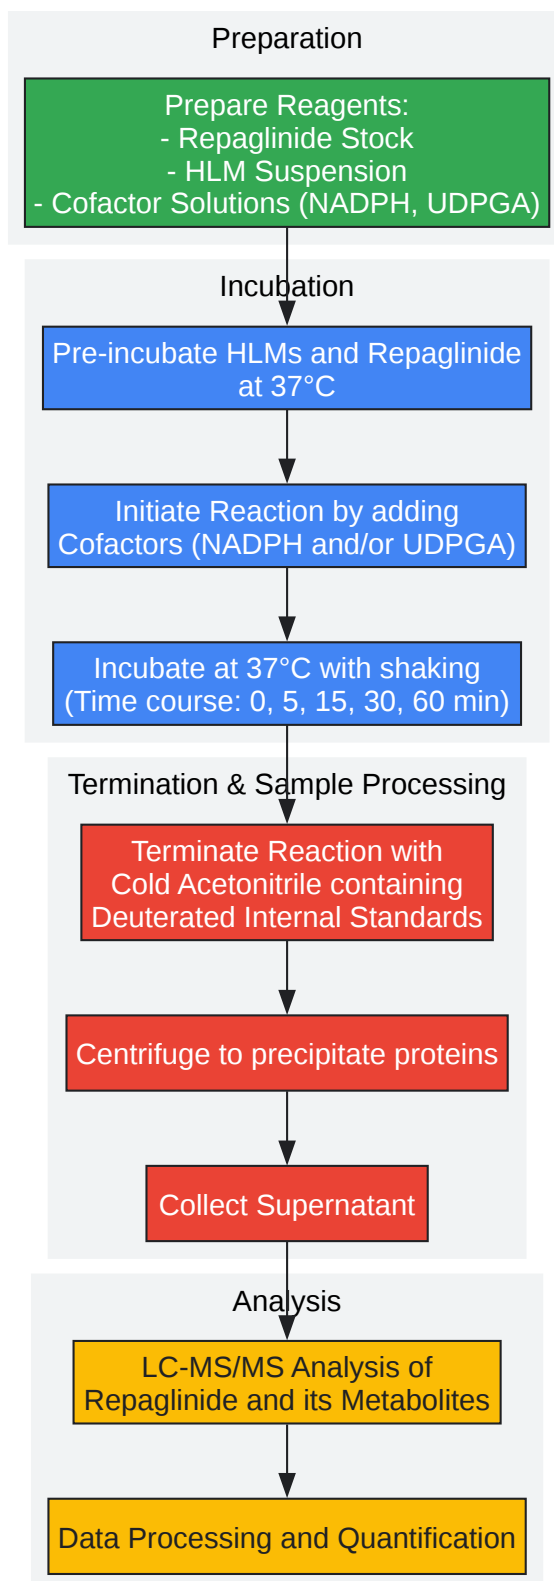 Preparation
Prepare Reagents:
- Repaglinide Stock
- HLM Suspension
- Cofactor Solutions (NADPH, UDPGA)
Incubation
Pre-incubate HLMs and Repaglinide
at 37°C
Initiate Reaction by adding
Cofactors (NADPH and/or UDPGA)
Incubate at 37°C with shaking
(Time course: 0, 5, 15, 30, 60 min)
Termination & Sample Processing
Terminate Reaction with
Cold Acetonitrile containing
Deuterated Internal Standards
Centrifuge to precipitate proteins
Collect Supernatant
Analysis
LC-MS/MS Analysis of
Repaglinide and its Metabolites
Data Processing and Quantification